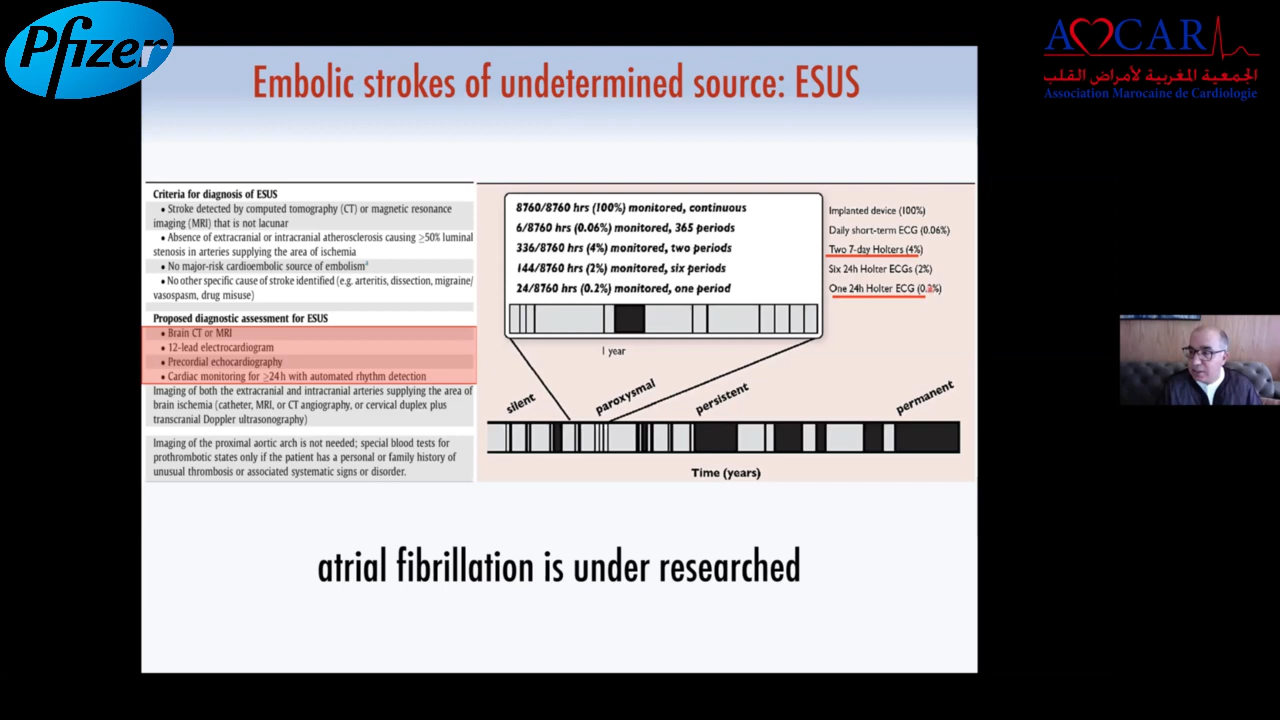 Pfizer
AMCAR
الجمعية المغربية لأمراض القلب
Association Marocaine de Cardiologie
Embolic strokes of undetermined source: ESUS
Criteria for diagnosis of ESUS
• Stroke detected by computed tomography (CT) or magnetic resonance
imaging (MRI) that is not lacunar
• Absence of extracranial or intracranial atherosclerosis causing ≥50% luminal
stenosis in arteries supplying the area of ischemia
• No major-risk cardioembolic source of embolismᵃ
• No other specific cause of stroke identified (e.g. arteritis, dissection, migraine/
vasospasm, drug misuse)
Proposed diagnostic assessment for ESUS
• Brain CT or MRI
• 12-lead electrocardiogram
• Precordial echocardiography
• Cardiac monitoring for ≥24 h with automated rhythm detection
Imaging of both the extracranial and intracranial arteries supplying the area of
brain ischemia (catheter, MRI, or CT angiography, or cervical duplex plus
transcranial Doppler ultrasonography)
Imaging of the proximal aortic arch is not needed; special blood tests for
prothrombotic states only if the patient has a personal or family history of
unusual thrombosis or associated systematic signs or disorder.
8760/8760 hrs (100%) monitored, continuous
6/8760 hrs (0.06%) monitored, 365 periods
336/8760 hrs (4%) monitored, two periods
144/8760 hrs (2%) monitored, six periods
24/8760 hrs (0.2%) monitored, one period
Implanted device (100%)
Daily short-term ECG (0.06%)
Two 7-day Holters (4%)
Six 24h Holter ECGs (2%)
One 24h Holter ECG (0.2%)
1 year
silent
paroxysmal
persistent
permanent
Time (years)
atrial fibrillation is under researched